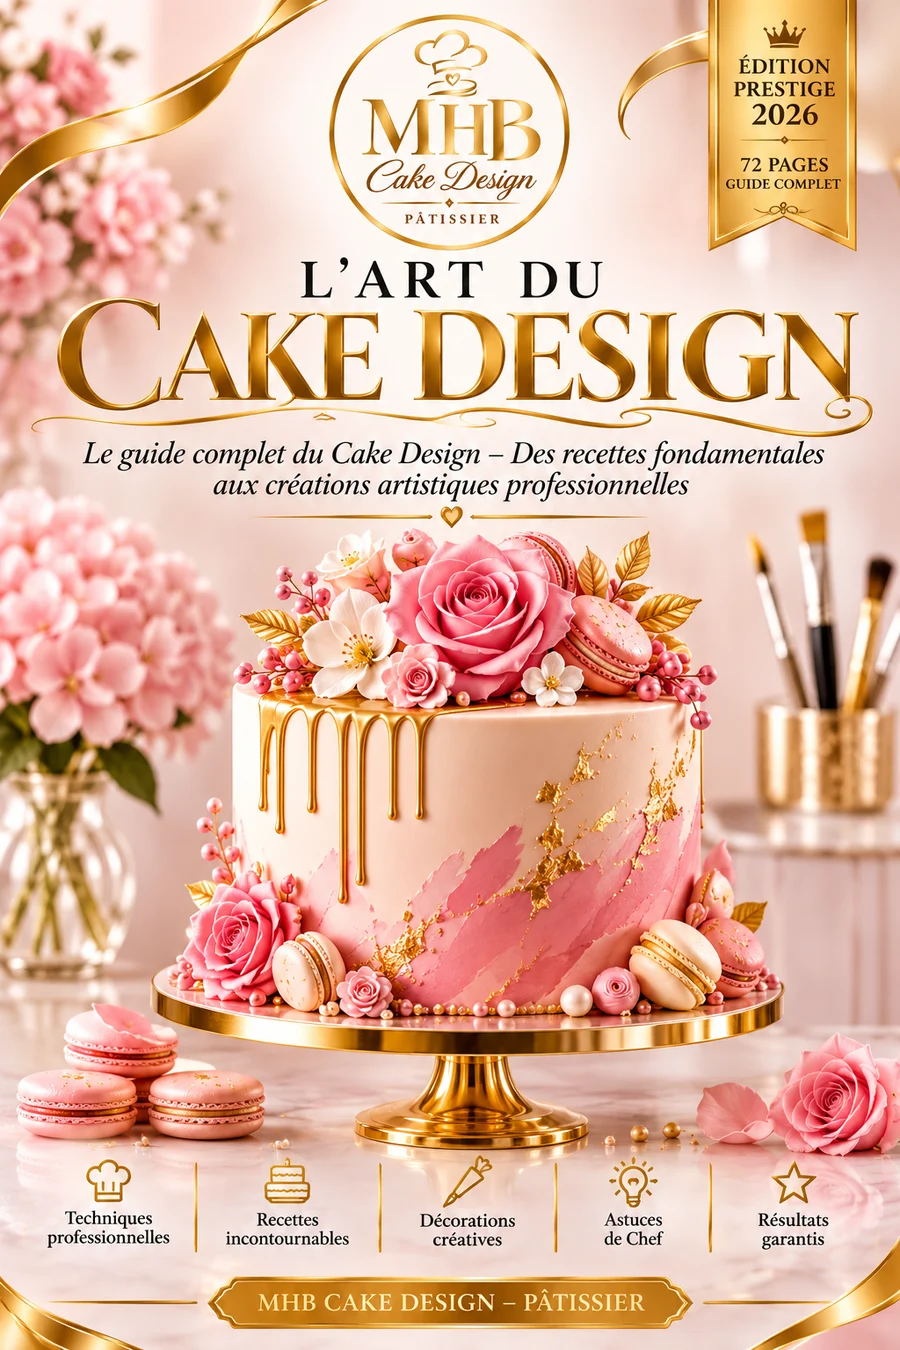 MHB
Cake Design
PÂTISSIER
ÉDITION
PRESTIGE
2026
72 PAGES
GUIDE COMPLET
L’ART DU
CAKE DESIGN
Le guide complet du Cake Design – Des recettes fondamentales
aux créations artistiques professionnelles
Techniques
professionnelles
Recettes
incontournables
Décorations
créatives
Astuces
de Chef
Résultats
garantis
MHB CAKE DESIGN – PÂTISSIER